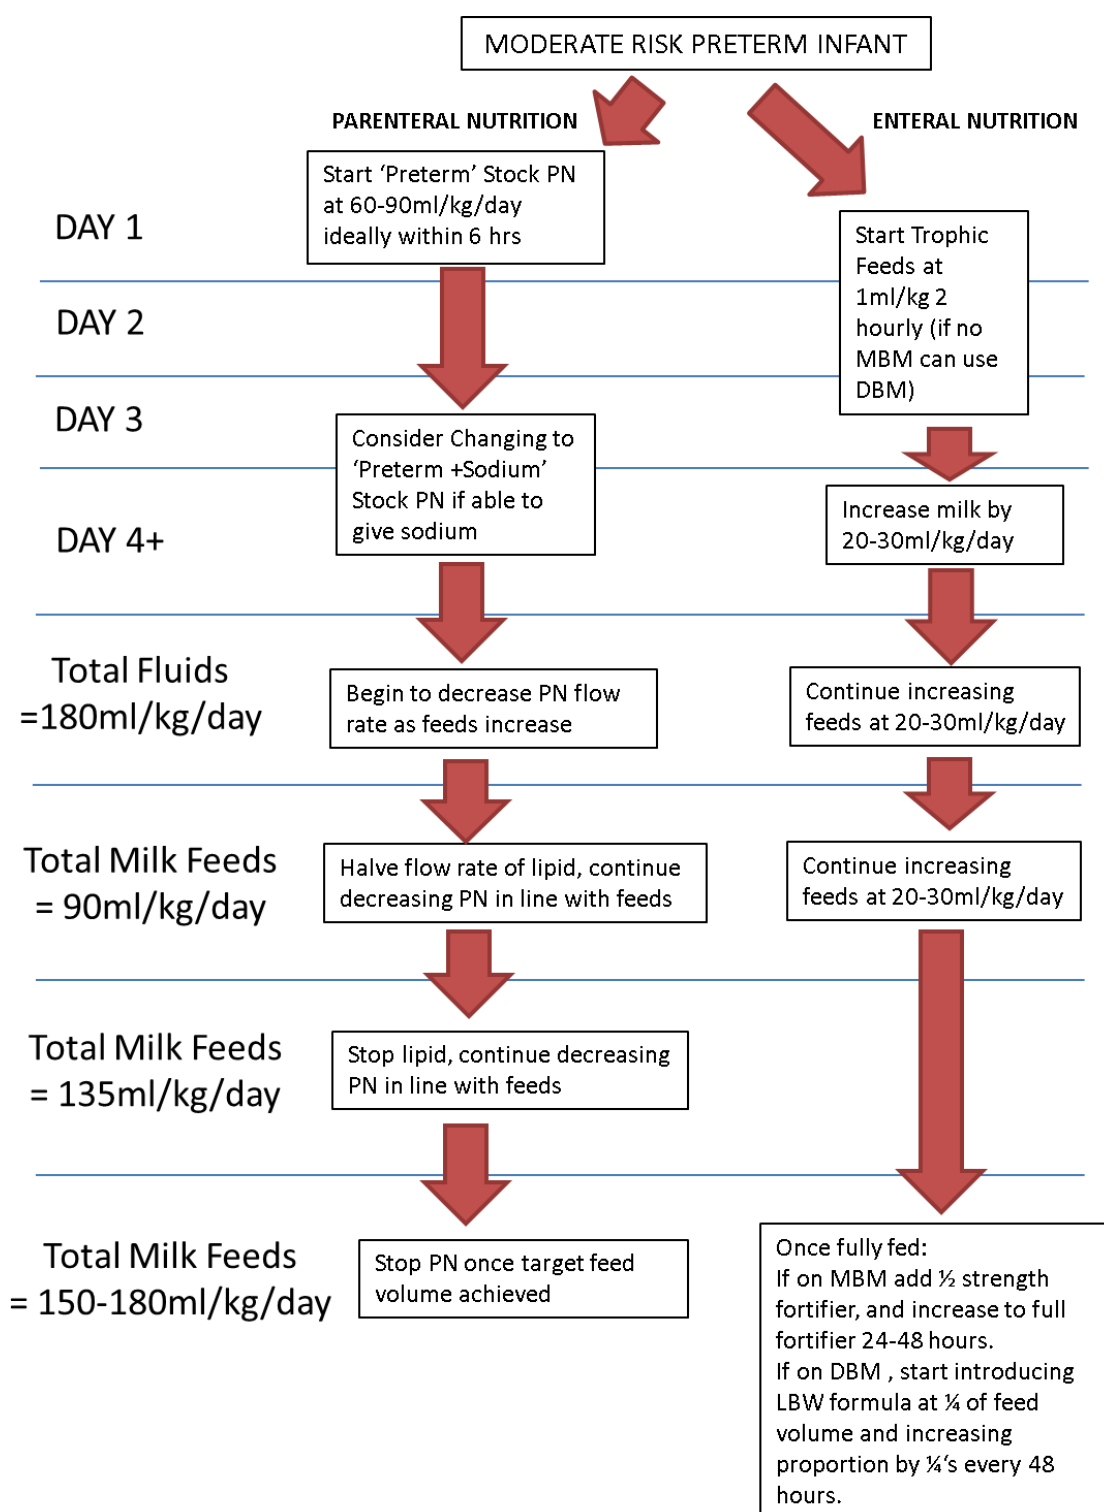 MODERATE RISK PRETERM INFANT
PARENTERAL NUTRITION
ENTERAL NUTRITION
DAY 1
Start ‘Preterm’ Stock PN
at 60-90ml/kg/day
ideally within 6 hrs
Start Trophic
Feeds at
1ml/kg 2
hourly (if no
MBM can use
DBM)
DAY 2
DAY 3
Consider Changing to
‘Preterm +Sodium’
Stock PN if able to
give sodium
DAY 4+
Increase milk by
20-30ml/kg/day
Total Fluids
=180ml/kg/day
Begin to decrease PN flow
rate as feeds increase
Continue increasing
feeds at 20-30ml/kg/day
Total Milk Feeds
= 90ml/kg/day
Halve flow rate of lipid, continue
decreasing PN in line with feeds
Continue increasing
feeds at 20-30ml/kg/day
Total Milk Feeds
= 135ml/kg/day
Stop lipid, continue decreasing
PN in line with feeds
Total Milk Feeds
= 150-180ml/kg/day
Stop PN once target feed
volume achieved
Once fully fed:
If on MBM add ½ strength
fortifier, and increase to full
fortifier 24-48 hours.
If on DBM , start introducing
LBW formula at ¼ of feed
volume and increasing
proportion by ¼‘s every 48
hours.